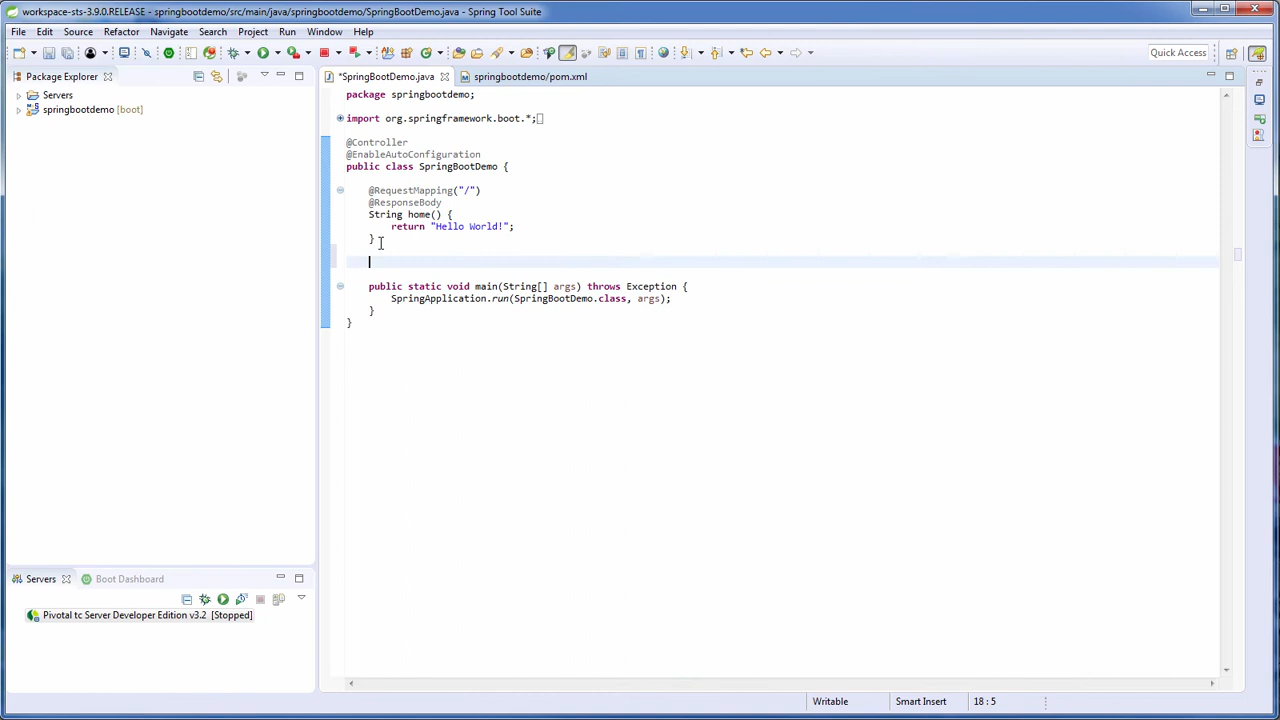 workspace-sts-3.9.0.RELEASE - springbootdemo/src/main/java/springbootdemo/SpringBootDemo.java - Spring Tool Suite
File Edit Source Refactor Navigate Search Project Run Window Help
Quick Access
Package Explorer
*SpringBootDemo.java
springbootdemo/pom.xml
Servers
springbootdemo [boot]
package springbootdemo;
import org.springframework.boot.*;
@Controller
@EnableAutoConfiguration
public class SpringBootDemo {
@RequestMapping("/")
@ResponseBody
String home() {
return "Hello World!";
}
public static void main(String[] args) throws Exception {
SpringApplication.run(SpringBootDemo.class, args);
}
}
Servers
Boot Dashboard
Pivotal tc Server Developer Edition v3.2 [Stopped]
Writable
Smart Insert
18 : 5